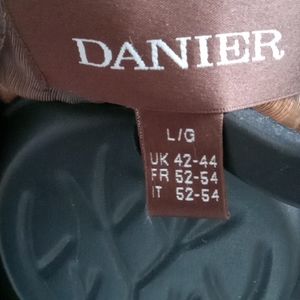 DANIER
L/G
UK 42-44
FR 52-54
IT 52-54